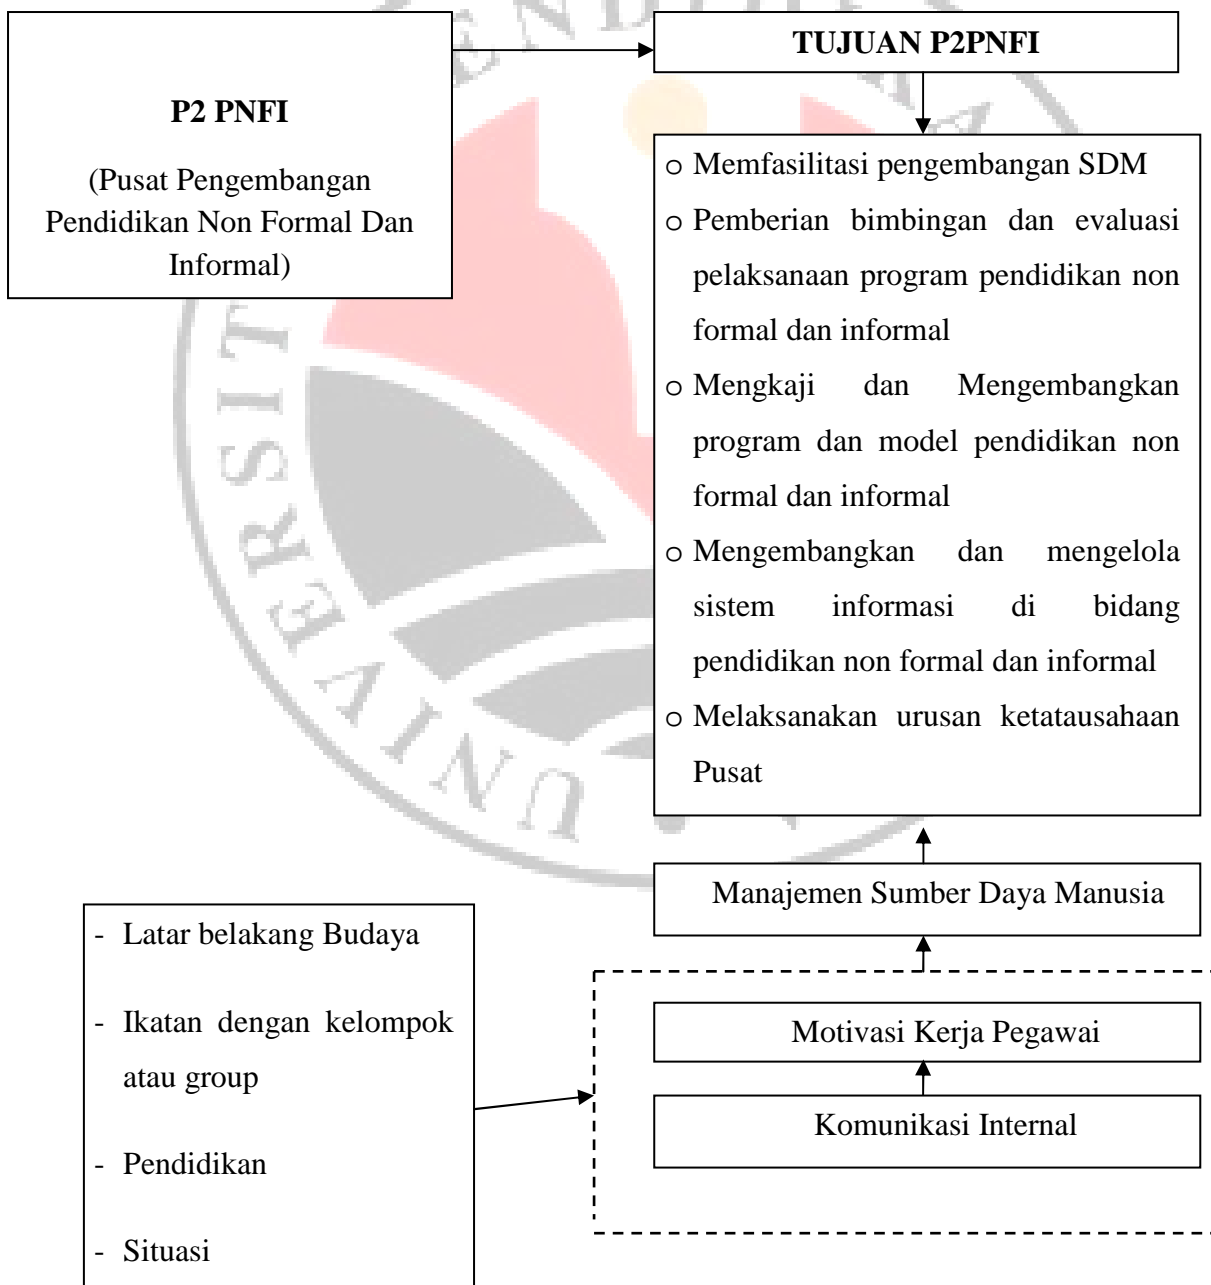 P2 PNFI
(Pusat Pengembangan
Pendidikan Non Formal Dan
Informal)
TUJUAN P2PNFI
o Memfasilitasi pengembangan SDM
o Pemberian bimbingan dan evaluasi
pelaksanaan program pendidikan non
formal dan informal
o Mengkaji dan Mengembangkan
program dan model pendidikan non
formal dan informal
o Mengembangkan dan mengelola
sistem informasi di bidang
pendidikan non formal dan informal
o Melaksanakan urusan ketatausahaan
Pusat
Manajemen Sumber Daya Manusia
- Latar belakang Budaya
- Ikatan dengan kelompok
atau group
- Pendidikan
- Situasi
Motivasi Kerja Pegawai
Komunikasi Internal